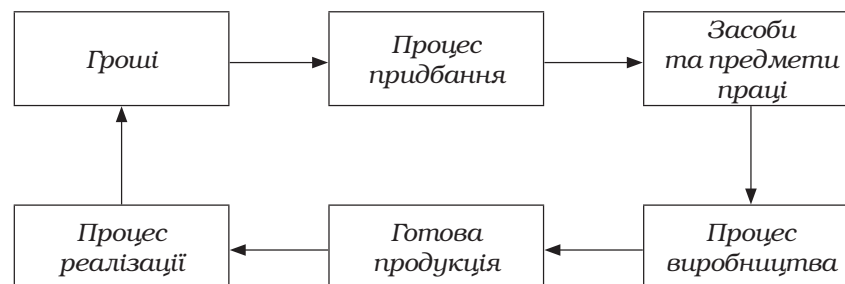 Гроші
Процес
придбання
Засоби
та предмети
праці
Процес
реалізації
Готова
продукція
Процес
виробництва